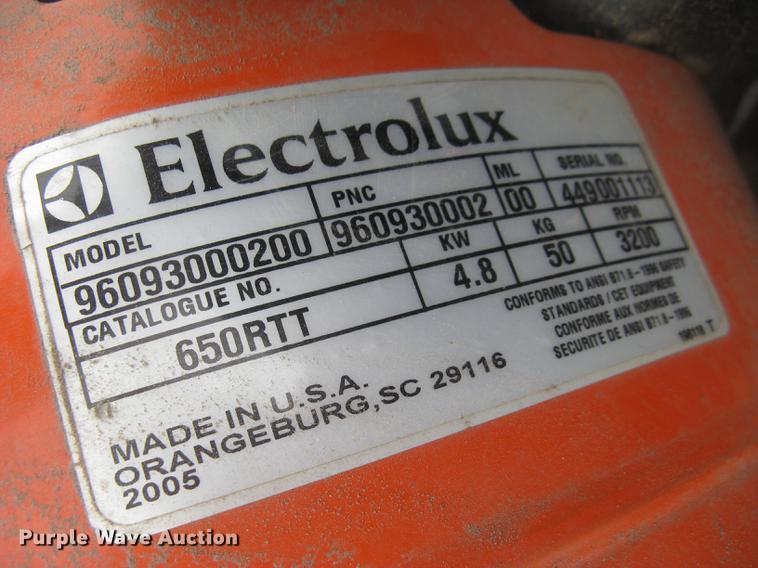 Electrolux
MODEL PNC ML SERIAL NO.
96093000200 960930002 00 449001113
CATALOGUE NO. KW KG RPM
650RTT 4.8 50 3200
CONFORMS TO ANSI B71.8-1996 SAFETY
STANDARDS / CET EQUIPMENT
CONFORME AUX NORMES DE
SECURITE DE ANSI B71.8-1996
MADE IN U.S.A.
ORANGEBURG,SC 29116
2005
Purple Wave Auction